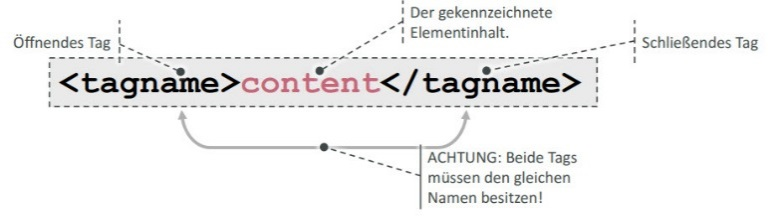 Der gekennzeichnete
Elementinhalt.
Öffnendes Tag
Schließendes Tag
<tagname>content</tagname>
ACHTUNG: Beide Tags
müssen den gleichen
Namen besitzen!